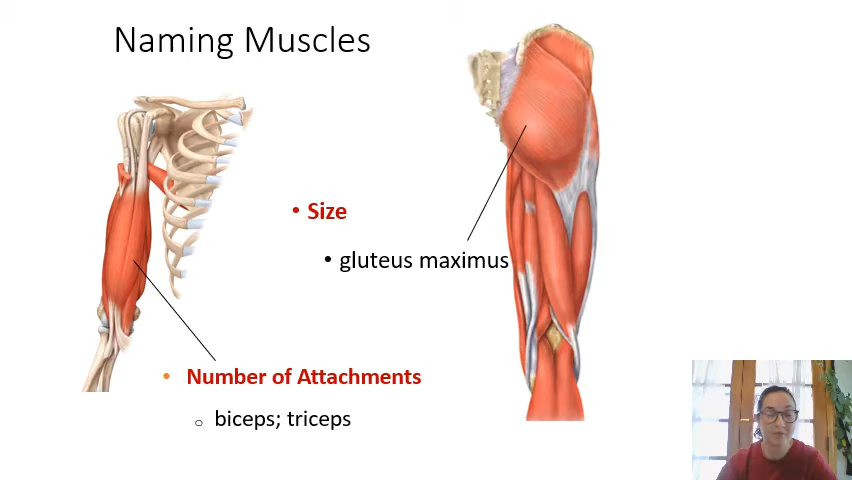 Naming Muscles
• Size
• gluteus maximus
• Number of Attachments
o biceps; triceps